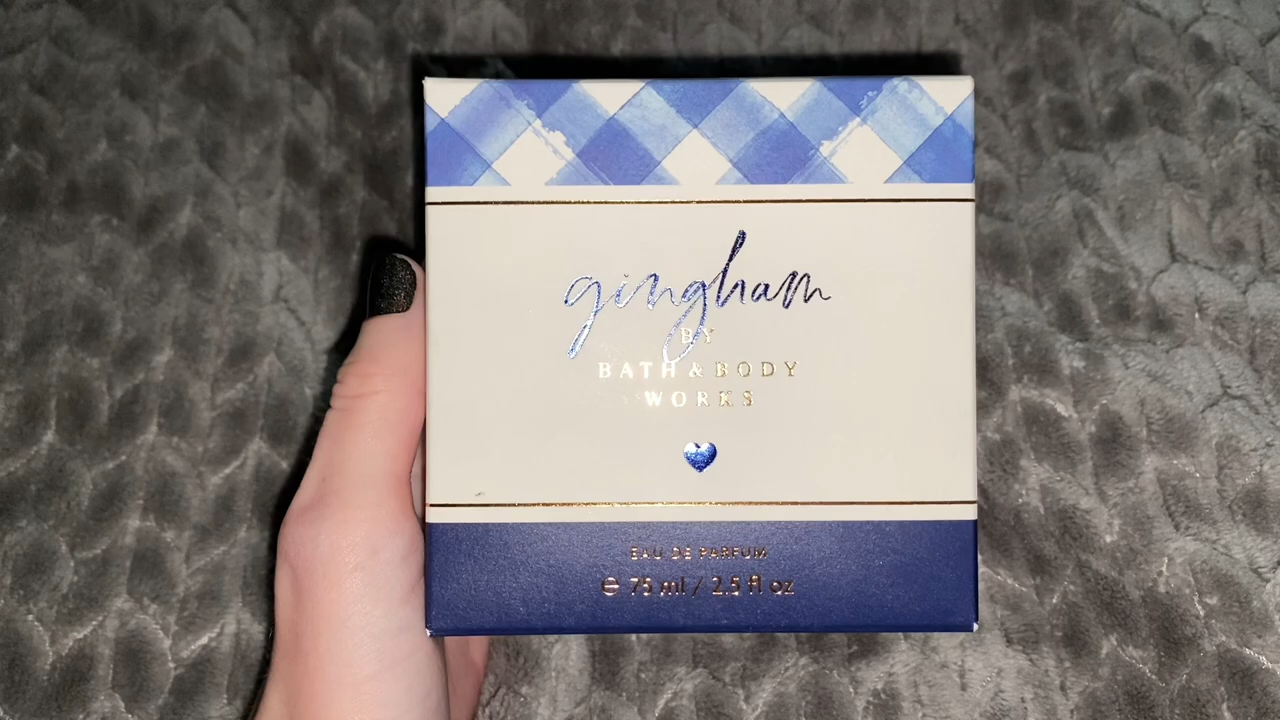 gingham
BY
BATH & BODY
WORKS
EAU DE PARFUM
℮ 75 ml / 2.5 fl oz